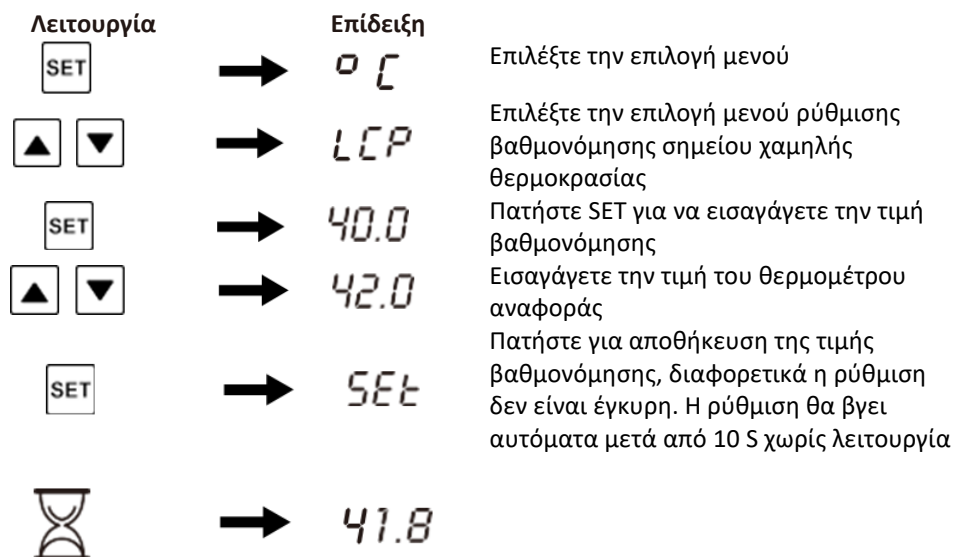 Λειτουργία Επίδειξη
SET °C Επιλέξτε την επιλογή μενού
LCP Επιλέξτε την επιλογή μενού ρύθμισης
βαθμονόμησης σημείου χαμηλής
θερμοκρασίας
SET 40.0 Πατήστε SET για να εισαγάγετε την τιμή
βαθμονόμησης
42.0 Εισαγάγετε την τιμή του θερμομέτρου
αναφοράς
Πατήστε για αποθήκευση της τιμής
SET SEt βαθμονόμησης, διαφορετικά η ρύθμιση
δεν είναι έγκυρη. Η ρύθμιση θα βγει
αυτόματα μετά από 10 S χωρίς λειτουργία
41.8